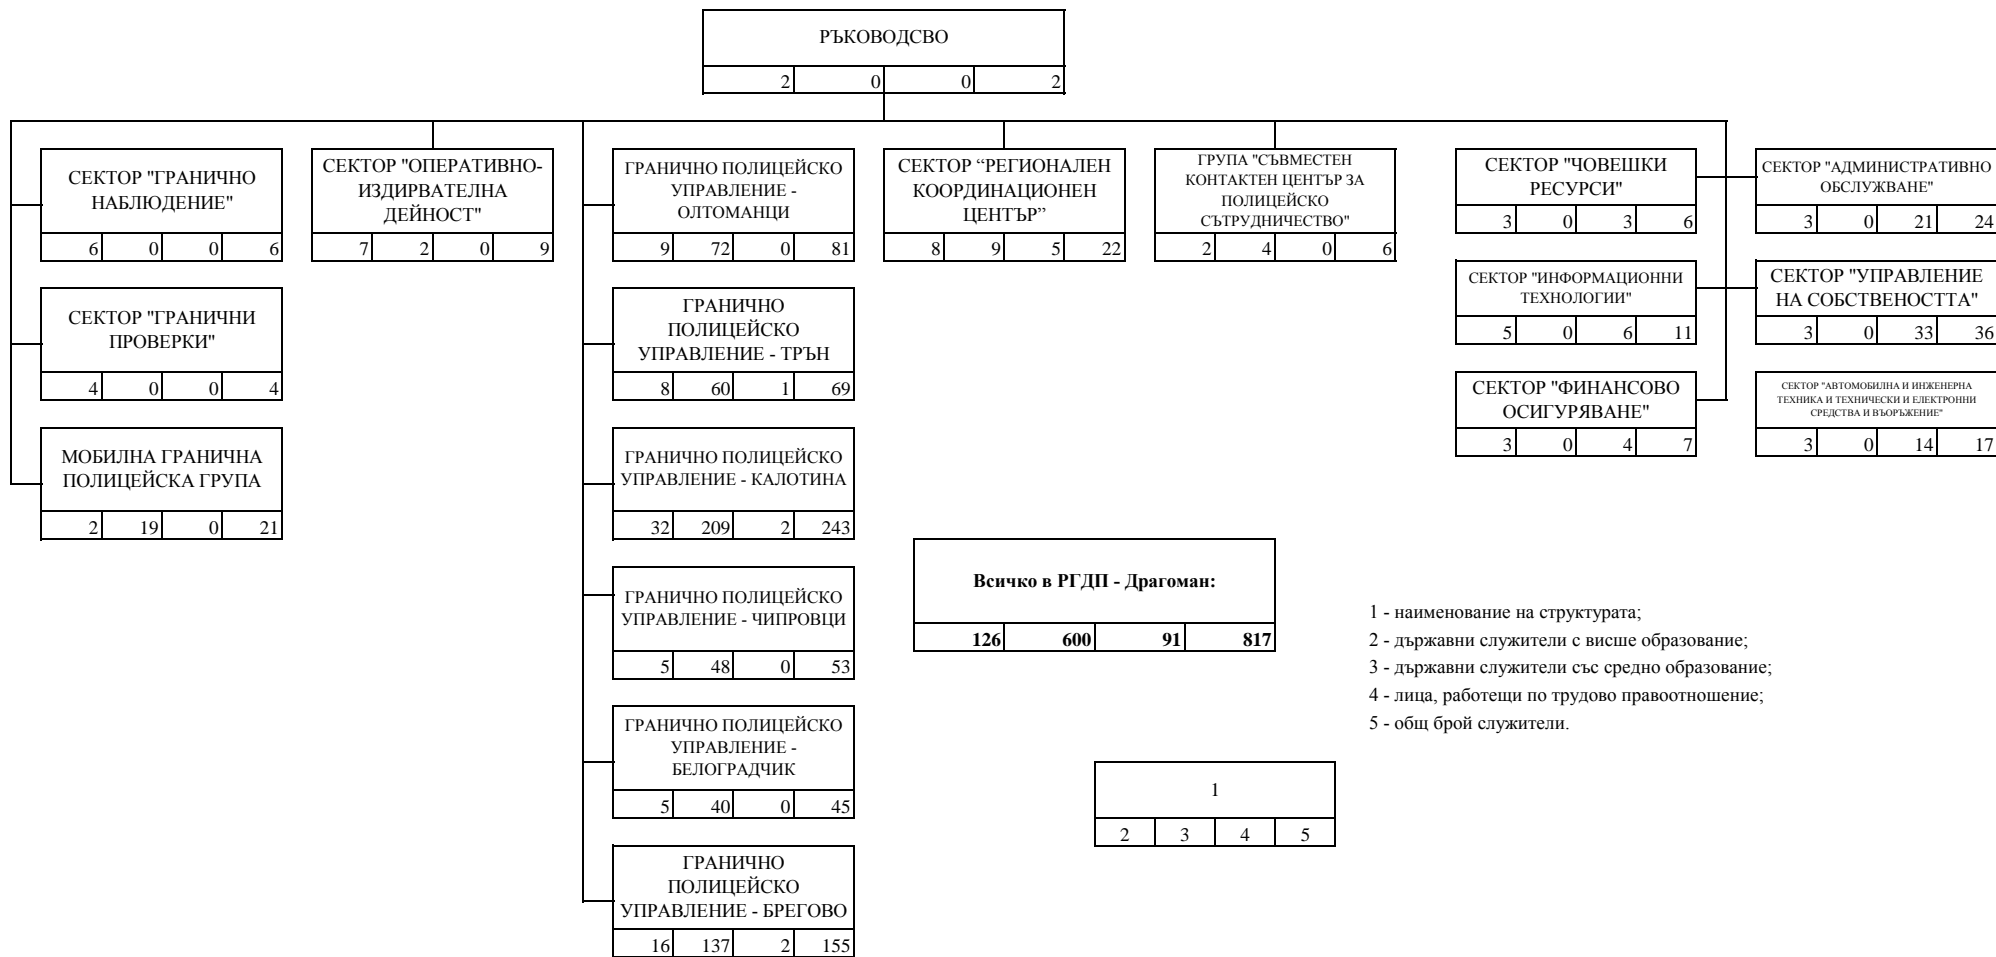 РЪКОВОДСВО
2 0 0 2
СЕКТОР "ГРАНИЧНО
НАБЛЮДЕНИЕ"
6 0 0 6
СЕКТОР "ГРАНИЧНИ
ПРОВЕРКИ"
4 0 0 4
МОБИЛНА ГРАНИЧНА
ПОЛИЦЕЙСКА ГРУПА
2 19 0 21
СЕКТОР "ОПЕРАТИВНО-
ИЗДИРВАТЕЛНА
ДЕЙНОСТ"
7 2 0 9
ГРАНИЧНО ПОЛИЦЕЙСКО
УПРАВЛЕНИЕ -
ОЛТОМАНЦИ
9 72 0 81
ГРАНИЧНО
ПОЛИЦЕЙСКО
УПРАВЛЕНИЕ - ТРЪН
8 60 1 69
ГРАНИЧНО ПОЛИЦЕЙСКО
УПРАВЛЕНИЕ - КАЛОТИНА
32 209 2 243
ГРАНИЧНО ПОЛИЦЕЙСКО
УПРАВЛЕНИЕ - ЧИПРОВЦИ
5 48 0 53
ГРАНИЧНО ПОЛИЦЕЙСКО
УПРАВЛЕНИЕ -
БЕЛОГРАДЧИК
5 40 0 45
ГРАНИЧНО
ПОЛИЦЕЙСКО
УПРАВЛЕНИЕ - БРЕГОВО
16 137 2 155
СЕКТОР “РЕГИОНАЛЕН
КООРДИНАЦИОНЕН
ЦЕНТЪР”
8 9 5 22
ГРУПА "СЪВМЕСТЕН
КОНТАКТЕН ЦЕНТЪР ЗА
ПОЛИЦЕЙСКО
СЪТРУДНИЧЕСТВО"
2 4 0 6
СЕКТОР "ЧОВЕШКИ
РЕСУРСИ"
3 0 3 6
СЕКТОР "ИНФОРМАЦИОННИ
ТЕХНОЛОГИИ"
5 0 6 11
СЕКТОР "ФИНАНСОВО
ОСИГУРЯВАНЕ"
3 0 4 7
СЕКТОР "АДМИНИСТРАТИВНО
ОБСЛУЖВАНЕ"
3 0 21 24
СЕКТОР "УПРАВЛЕНИЕ
НА СОБСТВЕНОСТТА"
3 0 33 36
СЕКТОР "АВТОМОБИЛНА И ИНЖЕНЕРНА
ТЕХНИКА И ТЕХНИЧЕСКИ И ЕЛЕКТРОННИ
СРЕДСТВА И ВЪОРЪЖЕНИЕ"
3 0 14 17
Всичко в РГДП - Драгоман:
126 600 91 817
1 - наименование на структурата;
2 - държавни служители с висше образование;
3 - държавни служители със средно образование;
4 - лица, работещи по трудово правоотношение;
5 - общ брой служители.
1
2 3 4 5